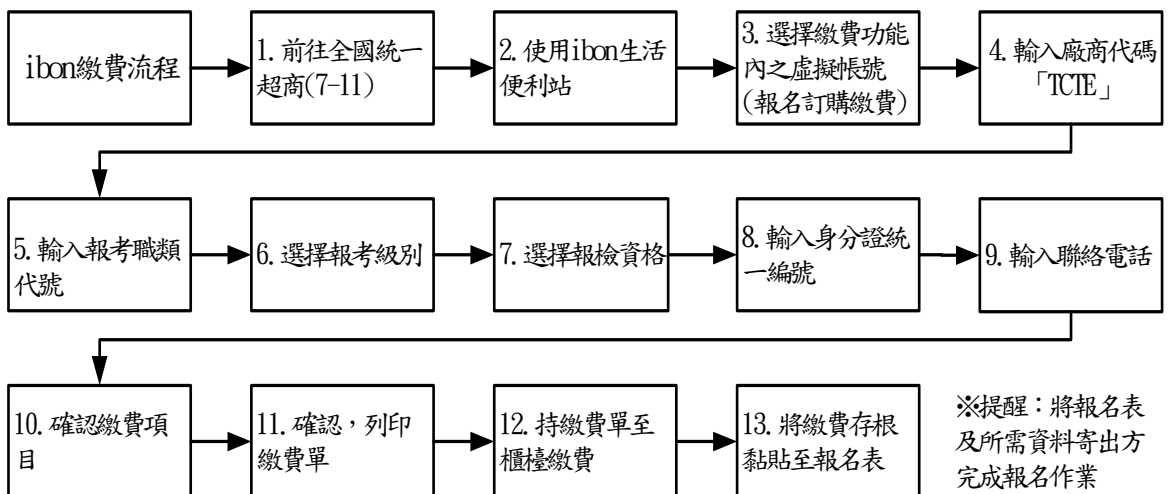 ibon繳費流程
1. 前往全國統一
超商(7-11)
2. 使用ibon生活
便利站
3. 選擇繳費功能
內之虛擬帳號
(報名訂購繳費)
4. 輸入廠商代碼
「TCTE」
5. 輸入報考職類
代號
6. 選擇報考級別
7. 選擇報檢資格
8. 輸入身分證統
一編號
9. 輸入聯絡電話
10. 確認繳費項
目
11. 確認，列印
繳費單
12. 持繳費單至
櫃檯繳費
13. 將繳費存根
黏貼至報名表
※提醒：將報名表
及所需資料寄出方
完成報名作業